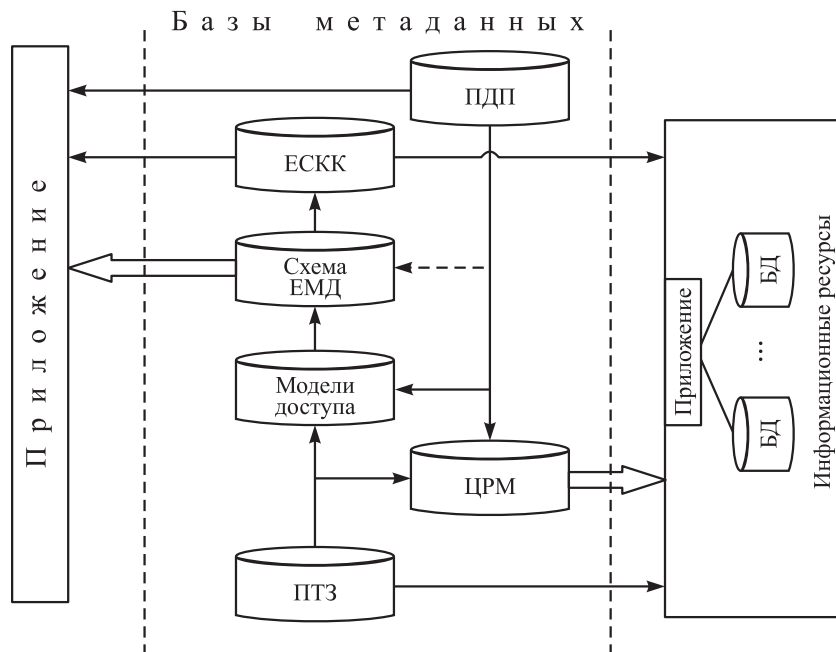 Базы метаданных
Приложение
ПДП
ЕСКК
Схема
ЕМД
Модели
доступа
ЦРМ
ПТЗ
Приложение
БД
...
БД
Информационные ресурсы